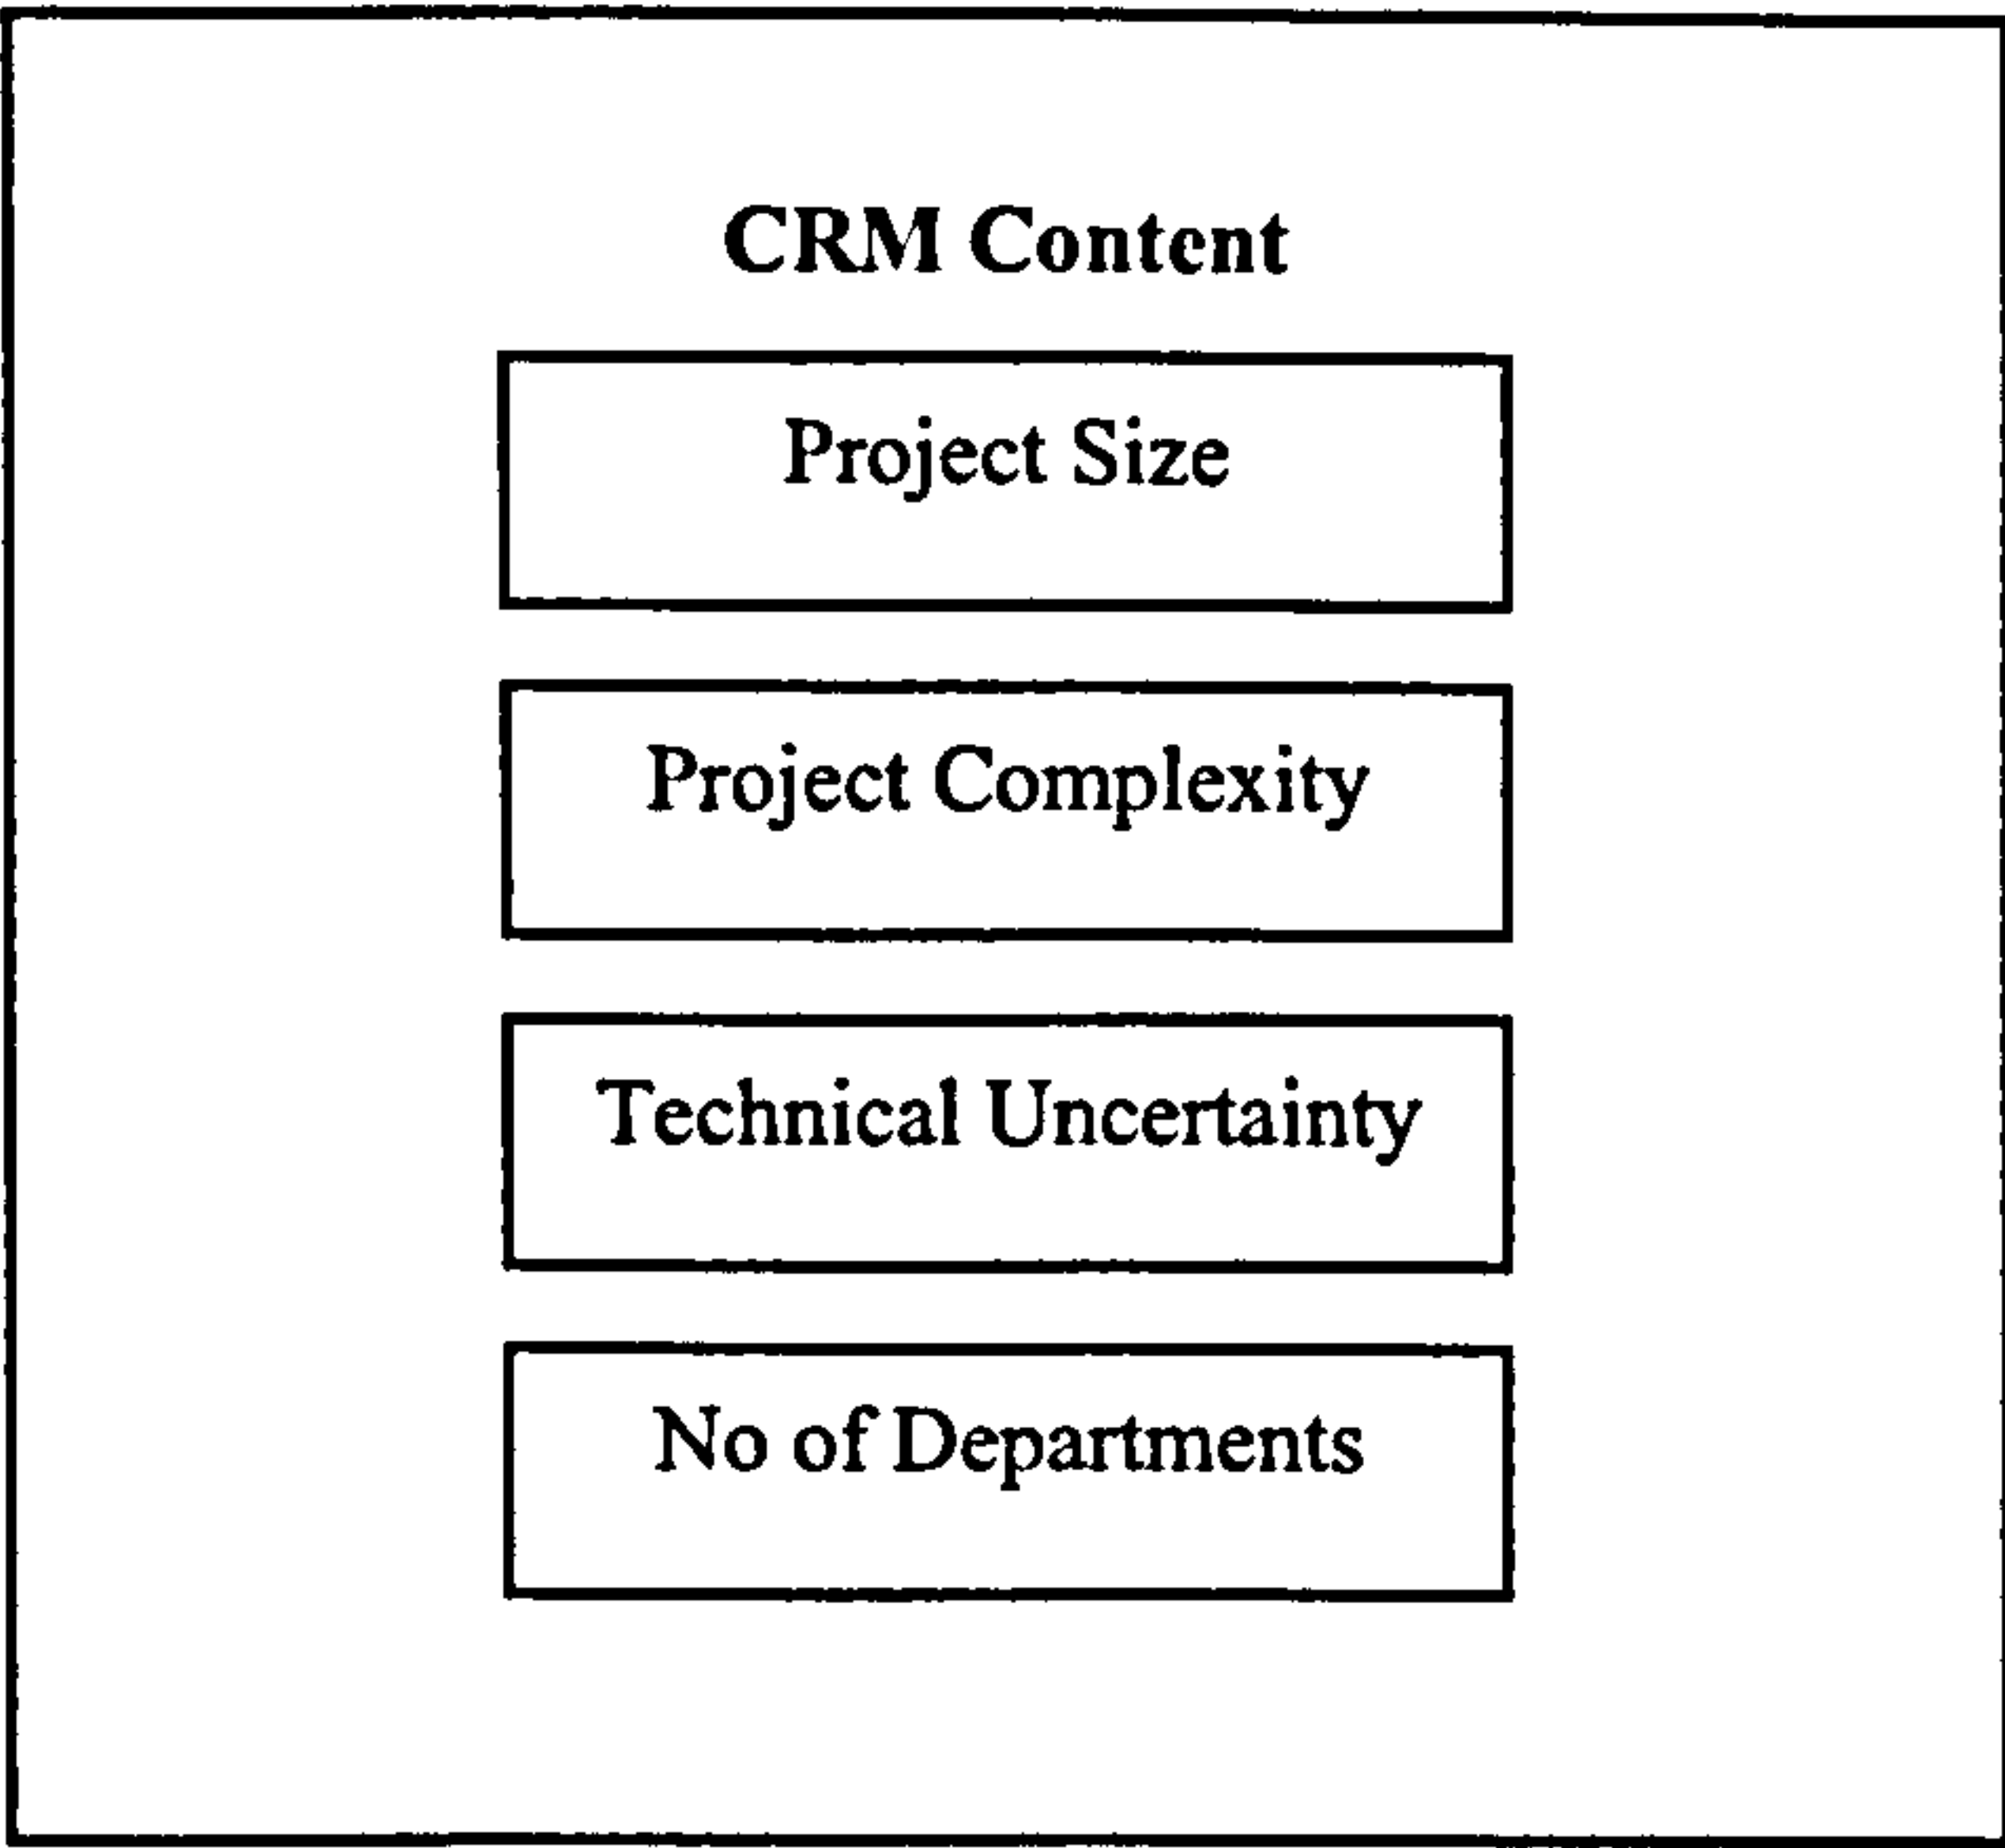 CRM Content
Project Size
Project Complexity
Technical Uncertainty
No of Departments